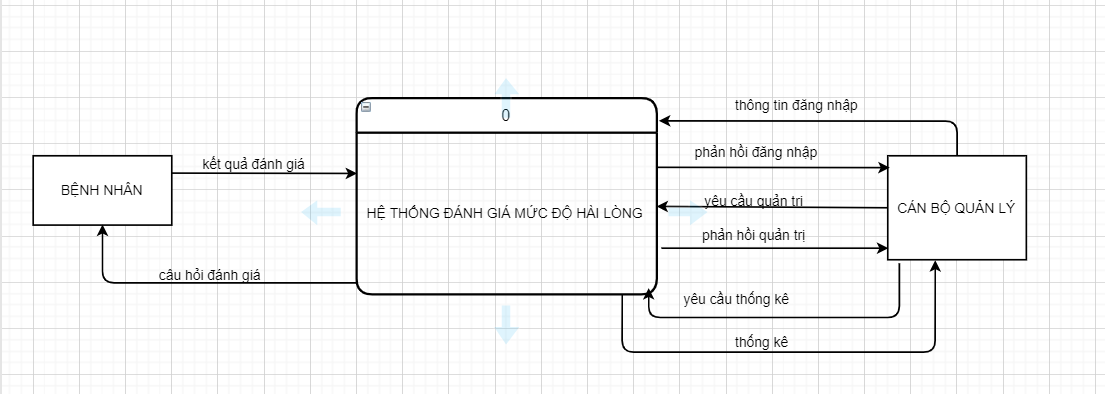 0
thông tin đăng nhập
kết quả đánh giá
phản hồi đăng nhập
BỆNH NHÂN
yêu cầu quản trị
CÁN BỘ QUẢN LÝ
HỆ THỐNG ĐÁNH GIÁ MỨC ĐỘ HÀI LÒNG
phản hồi quản trị
câu hỏi đánh giá
yêu cầu thống kê
thống kê